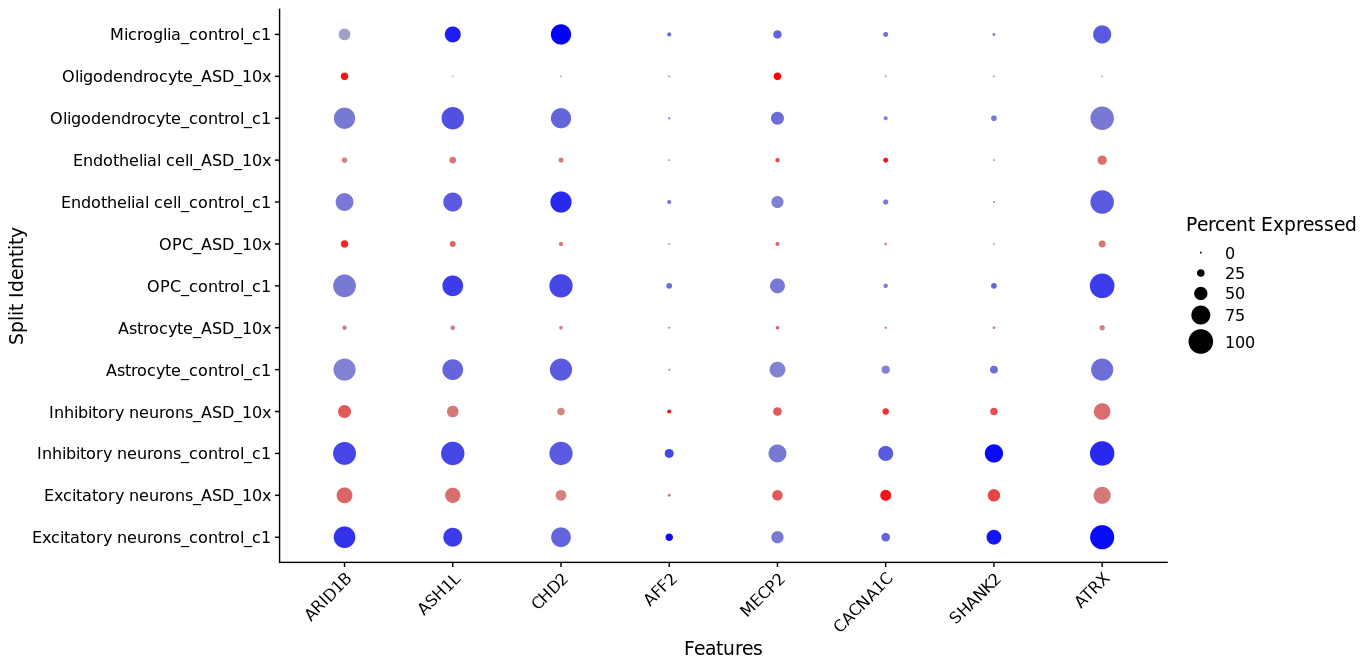 Microglia_control_c1
Oligodendrocyte_ASD_10x
Oligodendrocyte_control_c1
Endothelial cell_ASD_10x
Endothelial cell_control_c1
OPC_ASD_10x
OPC_control_c1
Astrocyte_ASD_10x
Astrocyte_control_c1
Inhibitory neurons_ASD_10x
Inhibitory neurons_control_c1
Excitatory neurons_ASD_10x
Excitatory neurons_control_c1
Split Identity
ARID1B
ASH1L
CHD2
AFF2
MECP2
CACNA1C
SHANK2
ATRX
Features
Percent Expressed
0
25
50
75
100